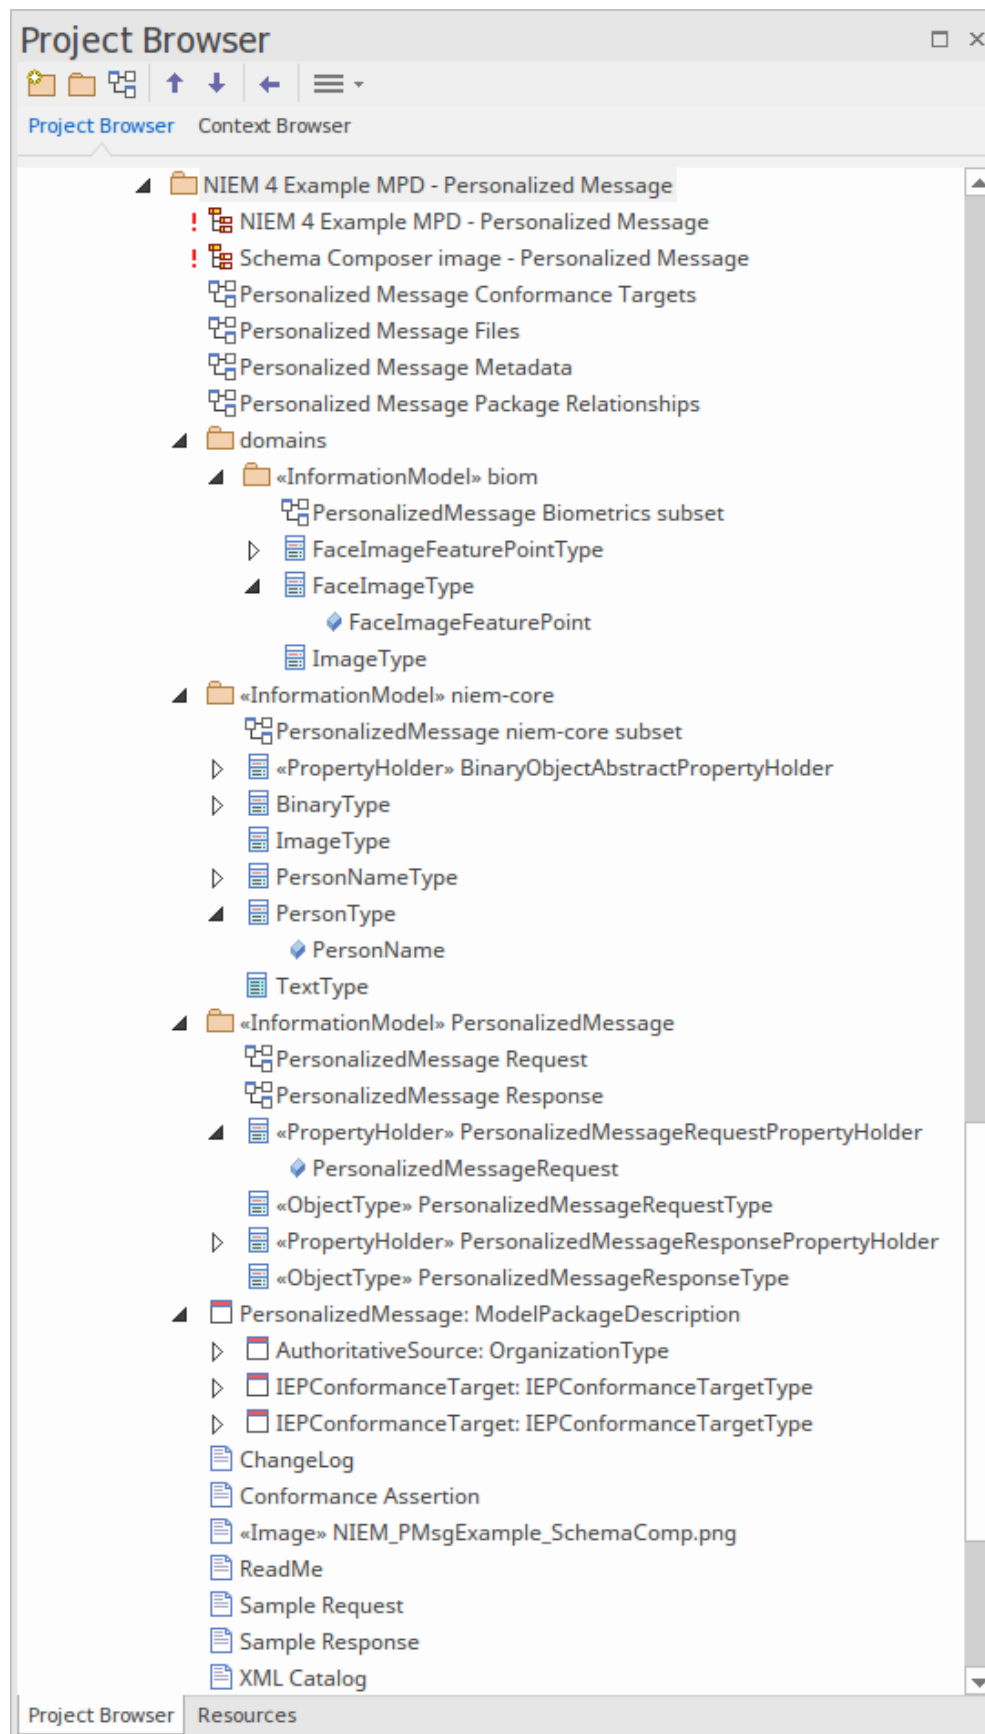 Project Browser
Project Browser Context Browser
NIEM 4 Example MPD - Personalized Message
! NIEM 4 Example MPD - Personalized Message
! Schema Composer image - Personalized Message
Personalized Message Conformance Targets
Personalized Message Files
Personalized Message Metadata
Personalized Message Package Relationships
domains
«InformationModel» biom
PersonalizedMessage Biometrics subset
FaceImageFeaturePointType
FaceImageType
FaceImageFeaturePoint
ImageType
«InformationModel» niem-core
PersonalizedMessage niem-core subset
«PropertyHolder» BinaryObjectAbstractPropertyHolder
BinaryType
ImageType
PersonNameType
PersonType
PersonName
TextType
«InformationModel» PersonalizedMessage
PersonalizedMessage Request
PersonalizedMessage Response
«PropertyHolder» PersonalizedMessageRequestPropertyHolder
PersonalizedMessageRequest
«ObjectType» PersonalizedMessageRequestType
«PropertyHolder» PersonalizedMessageResponsePropertyHolder
«ObjectType» PersonalizedMessageResponseType
PersonalizedMessage: ModelPackageDescription
AuthoritativeSource: OrganizationType
IEPConformanceTarget: IEPConformanceTargetType
IEPConformanceTarget: IEPConformanceTargetType
ChangeLog
Conformance Assertion
«Image» NIEM_PMsgExample_SchemaComp.png
ReadMe
Sample Request
Sample Response
XML Catalog
Project Browser Resources